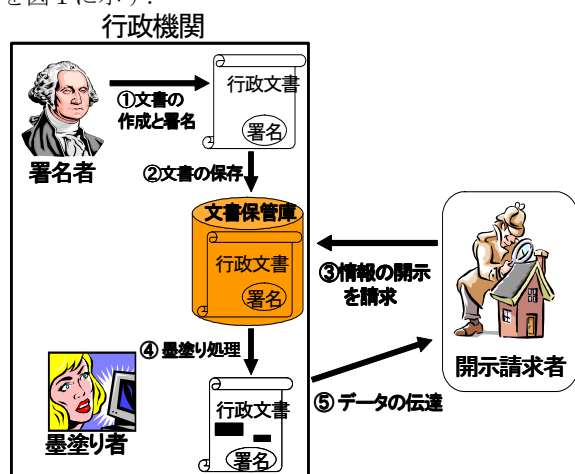 を図1に示す.
行政機関
①文書の
作成と署名
行政文書
署名
署名者
②文書の保存
文書保管庫
行政文書
署名
③情報の開示
を請求
④ 墨塗り処理
開示請求者
⑤ データの伝達
行政文書
署名
墨塗り者